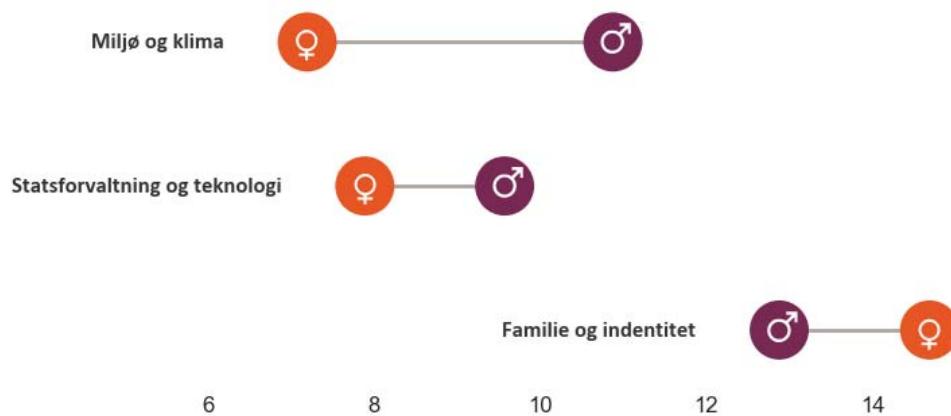 Miljø og klima
Statsforvaltning og teknologi
Familie og indentitet
6 8 10 12 14